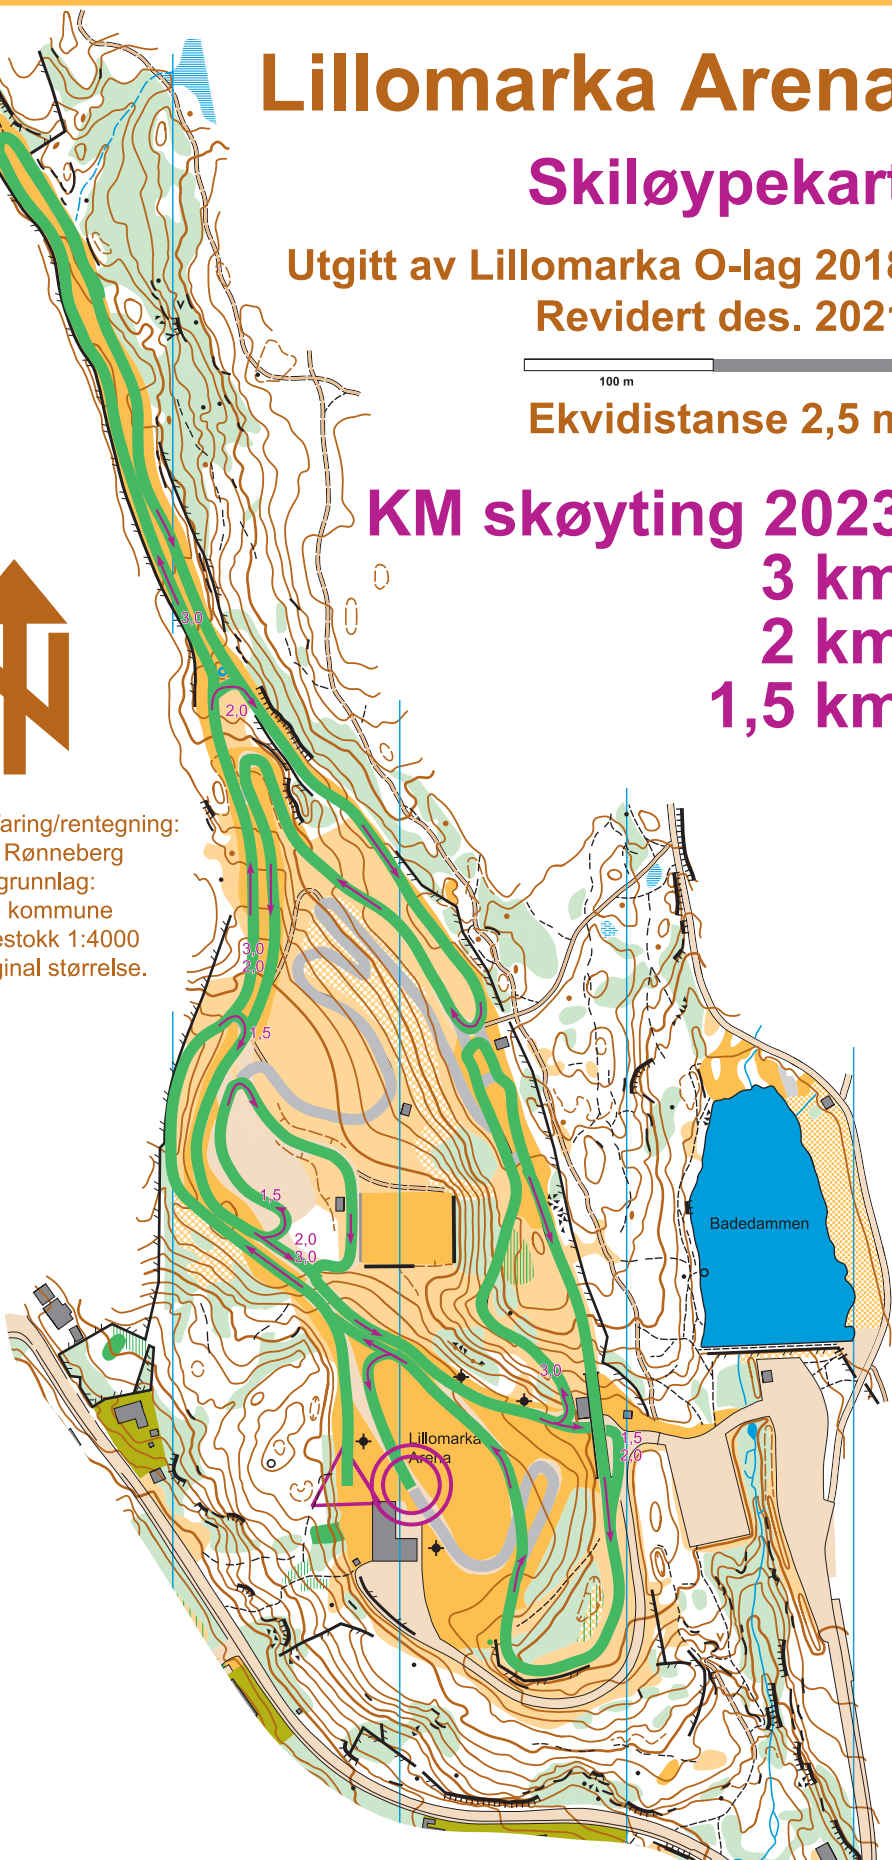 Lillomarka Arena
Skiløypekart
Utgitt av Lillomarka O-lag 2018
Revidert des. 2021
100 m
Ekvidistanse 2,5 m
KM skøyting 2023
3 km
2 km
1,5 km
N
3,0
2,0
aring/rentegning:
Rønneberg
grunnlag:
kommune
estokk 1:4000
ginal størrelse.
3,0
2,0
1,5
1,5
2,0
3,0
Badedammen
3,0
Lillomarka
Arena
1,5
2,0